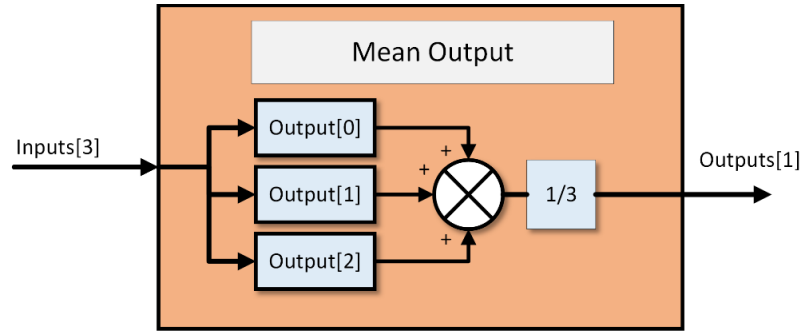 Mean Output
Inputs[3]
Output[0]
+
+
Output[1]
+
Output[2]
1/3
Outputs[1]